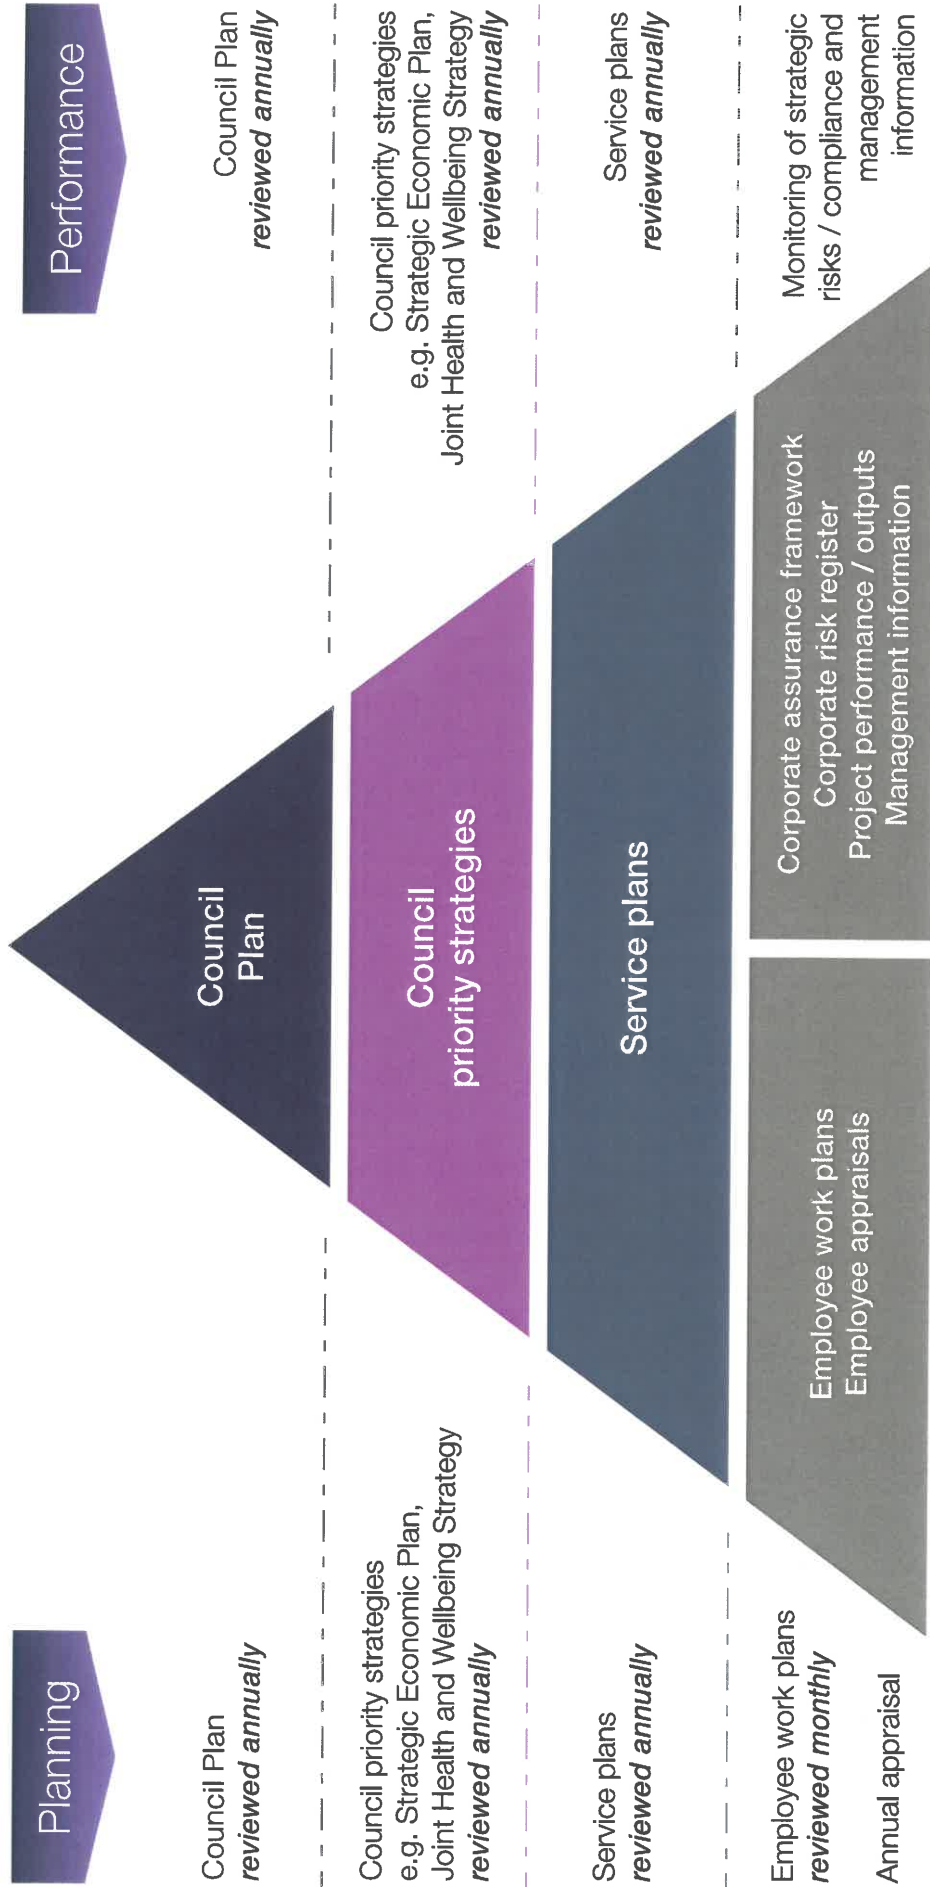 Planning
Performance
Council Plan
reviewed annually
Council
Plan
Council Plan
reviewed annually
Council priority strategies
e.g. Strategic Economic Plan,
Joint Health and Wellbeing Strategy
reviewed annually
Council
priority strategies
Council priority strategies
e.g. Strategic Economic Plan,
Joint Health and Wellbeing Strategy
reviewed annually
Service plans
reviewed annually
Service plans
Service plans
reviewed annually
Employee work plans
reviewed monthly
Annual appraisal
Employee work plans
Employee appraisals
Corporate assurance framework
Corporate risk register
Project performance / outputs
Management information
Monitoring of strategic
risks / compliance and
management
information